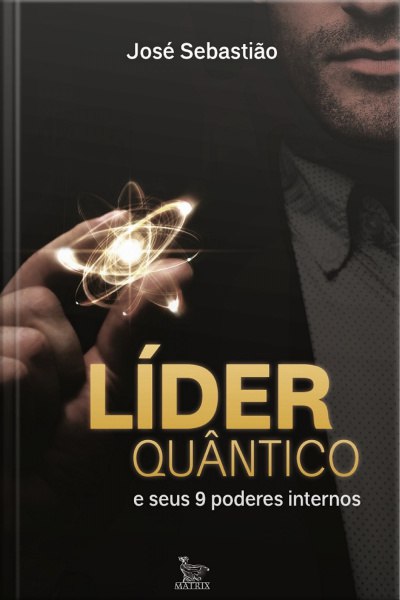 José Sebastião
LÍDER
QUÂNTICO
e seus 9 poderes internos
MATRIX